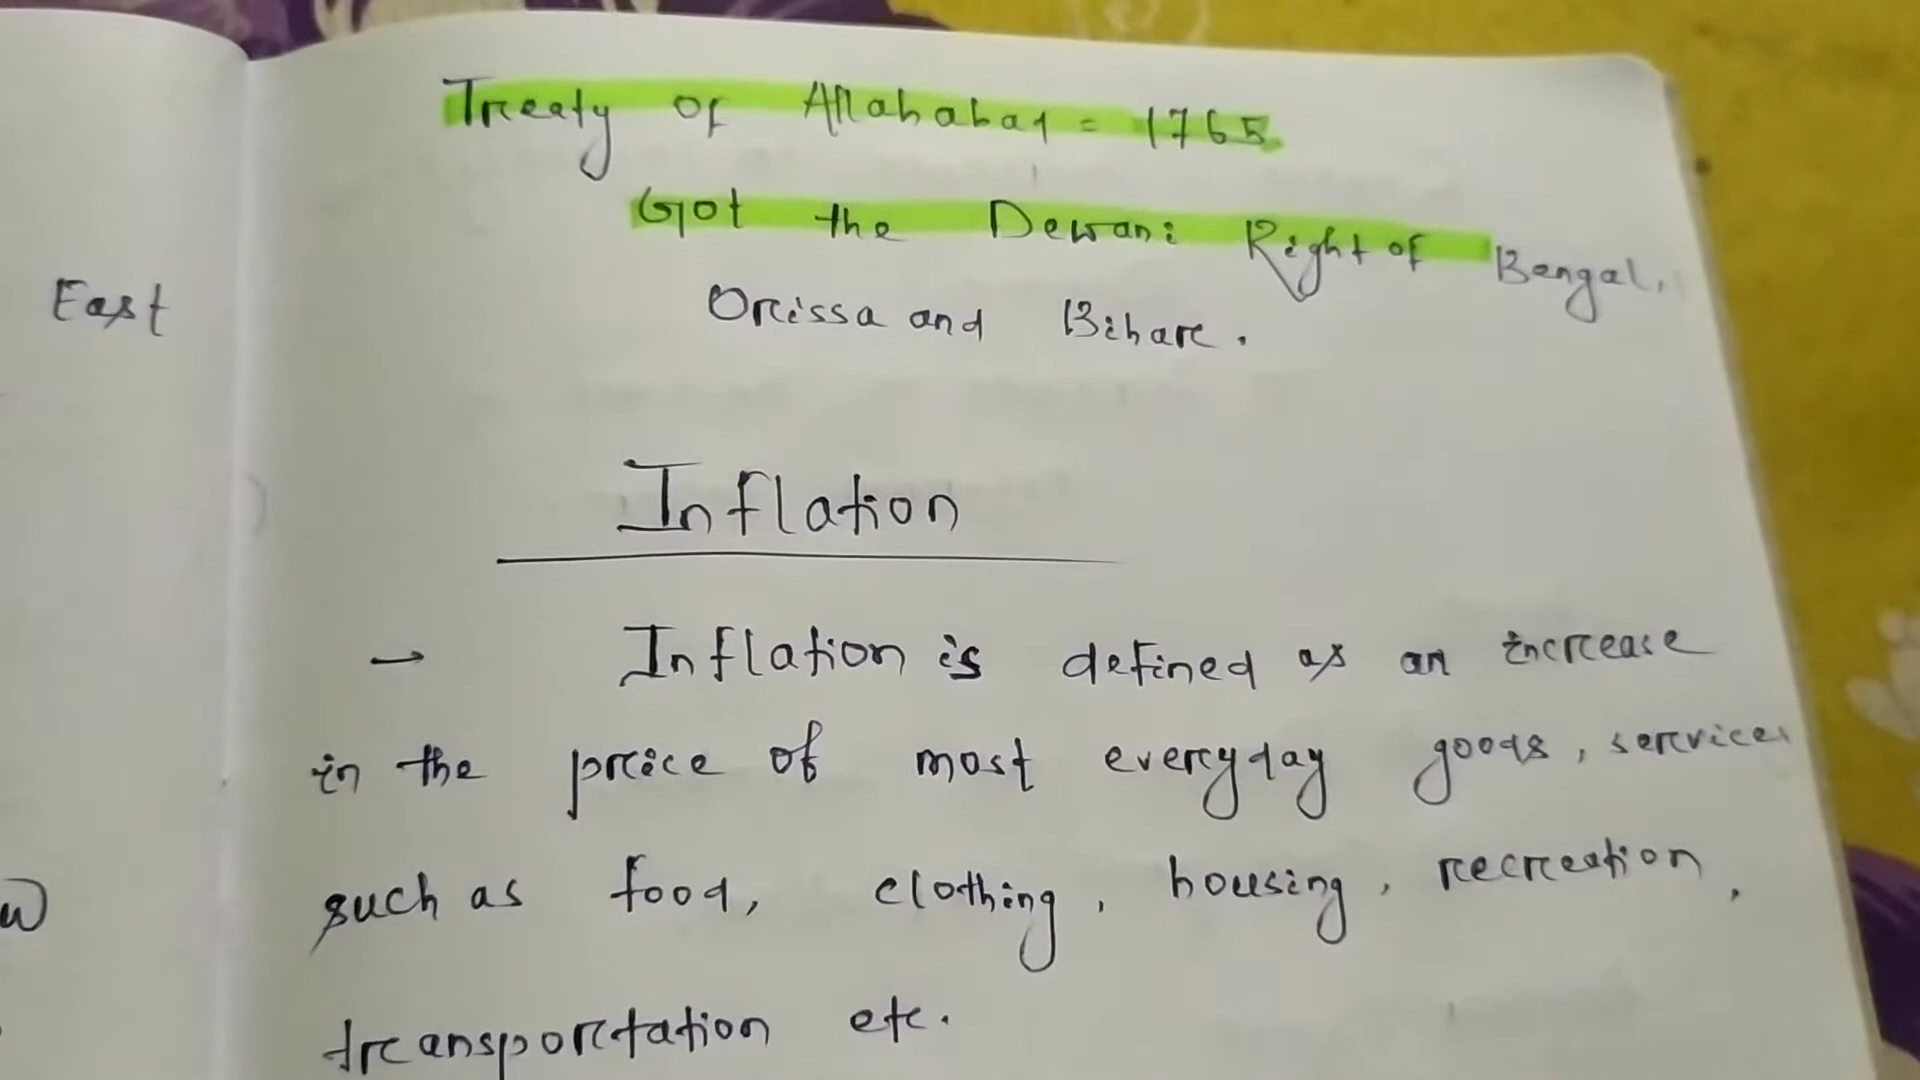 Treaty of Allahabad = 1765.
Got the Dewani Right of Bengal,
Orissa and Bihar.
East
Inflation
→ Inflation is defined as an increase
in the price of most everyday goods, services
such as food, clothing, housing, recreation,
transportation etc.